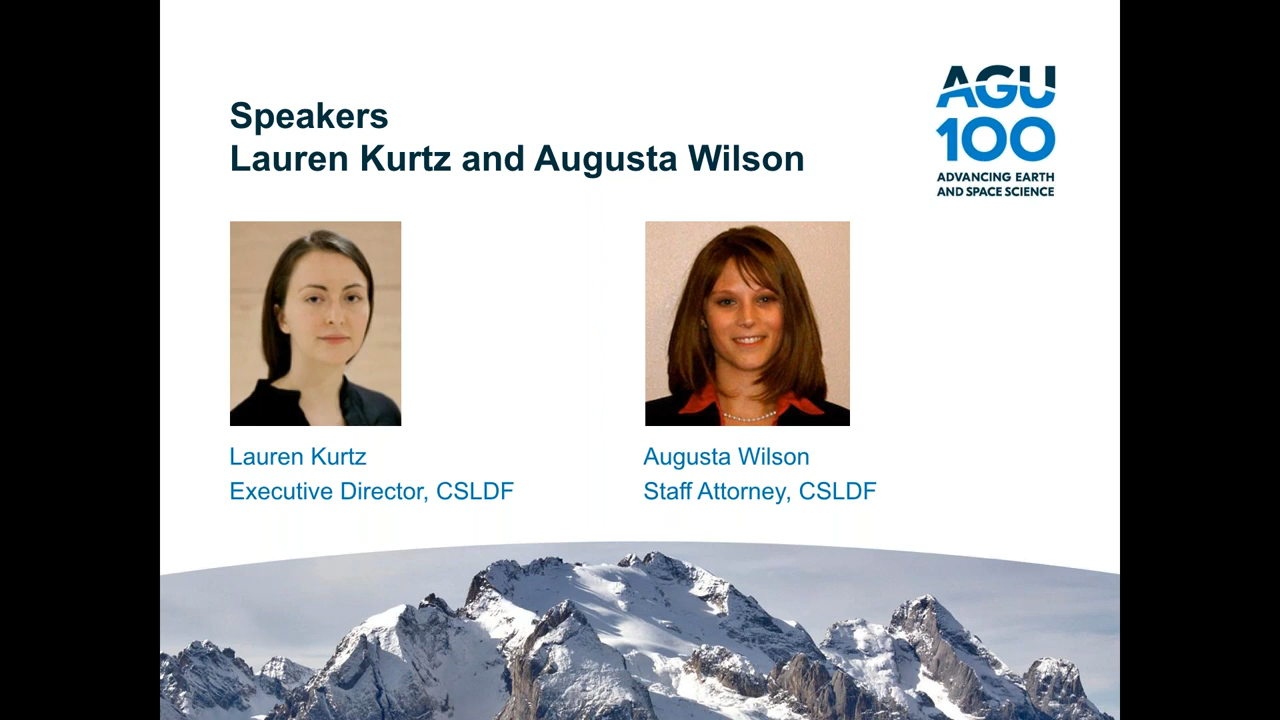 Speakers
Lauren Kurtz and Augusta Wilson
AGU
100
ADVANCING EARTH
AND SPACE SCIENCE
Lauren Kurtz
Executive Director, CSLDF
Augusta Wilson
Staff Attorney, CSLDF